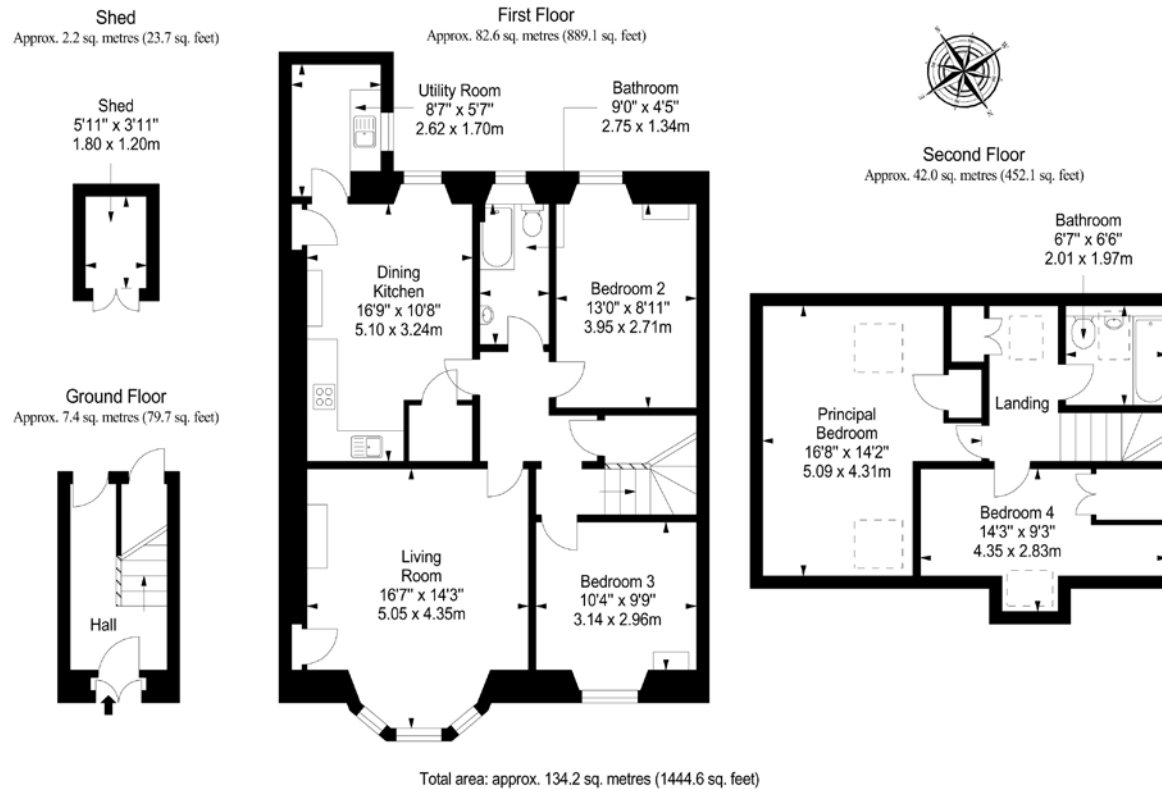 Shed
Approx. 2.2 sq. metres (23.7 sq. feet)
Shed
5'11" x 3'11"
1.80 x 1.20m
Ground Floor
Approx. 7.4 sq. metres (79.7 sq. feet)
Hall
First Floor
Approx. 82.6 sq. metres (889.1 sq. feet)
Utility Room
8'7" x 5'7"
2.62 x 1.70m
Bathroom
9'0" x 4'5"
2.75 x 1.34m
Dining
Kitchen
16'9" x 10'8"
5.10 x 3.24m
Bedroom 2
13'0" x 8'11"
3.95 x 2.71m
Living
Room
16'7" x 14'3"
5.05 x 4.35m
Bedroom 3
10'4" x 9'9"
3.14 x 2.96m
Second Floor
Approx. 42.0 sq. metres (452.1 sq. feet)
Bathroom
6'7" x 6'6"
2.01 x 1.97m
Landing
Principal
Bedroom
16'8" x 14'2"
5.09 x 4.31m
Bedroom 4
14'3" x 9'3"
4.35 x 2.83m
Total area: approx. 134.2 sq. metres (1444.6 sq. feet)